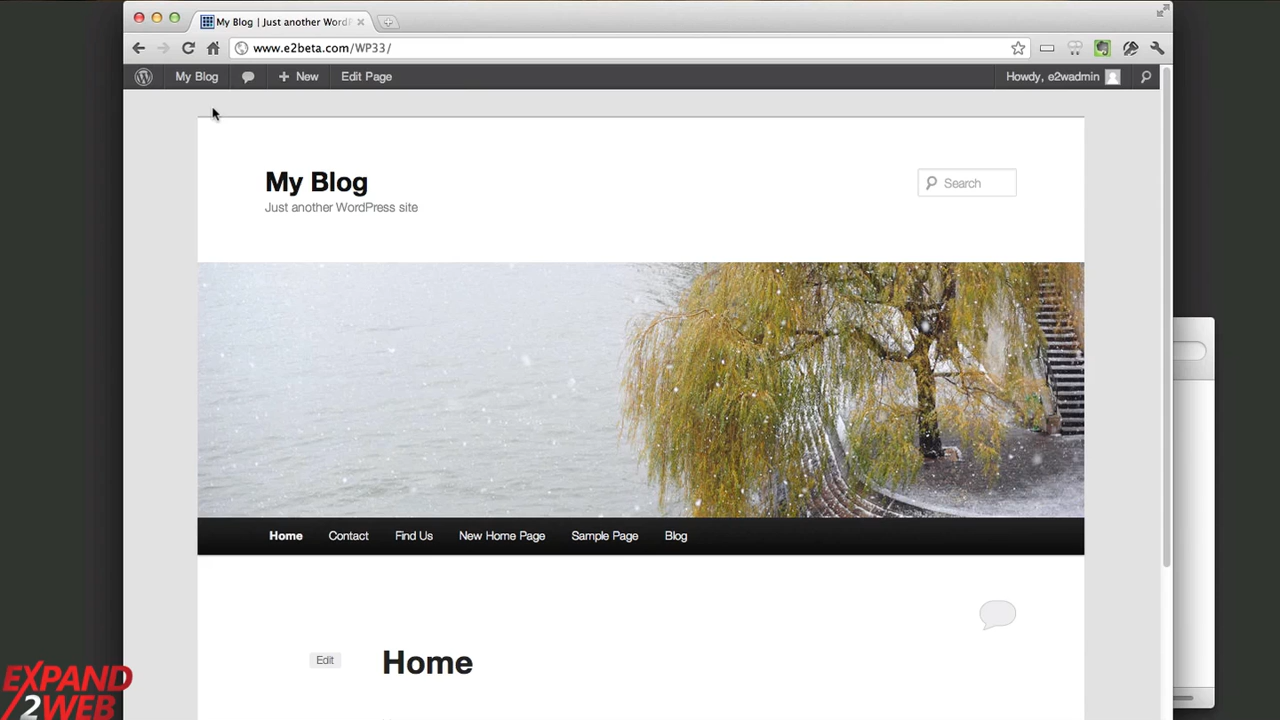 My Blog | Just another WordP
www.e2beta.com/WP33/
My Blog
+ New
Edit Page
Howdy, e2wadmin
My Blog
Search
Just another WordPress site
Home
Contact
Find Us
New Home Page
Sample Page
Blog
Edit
Home
EXPAND
2WEB